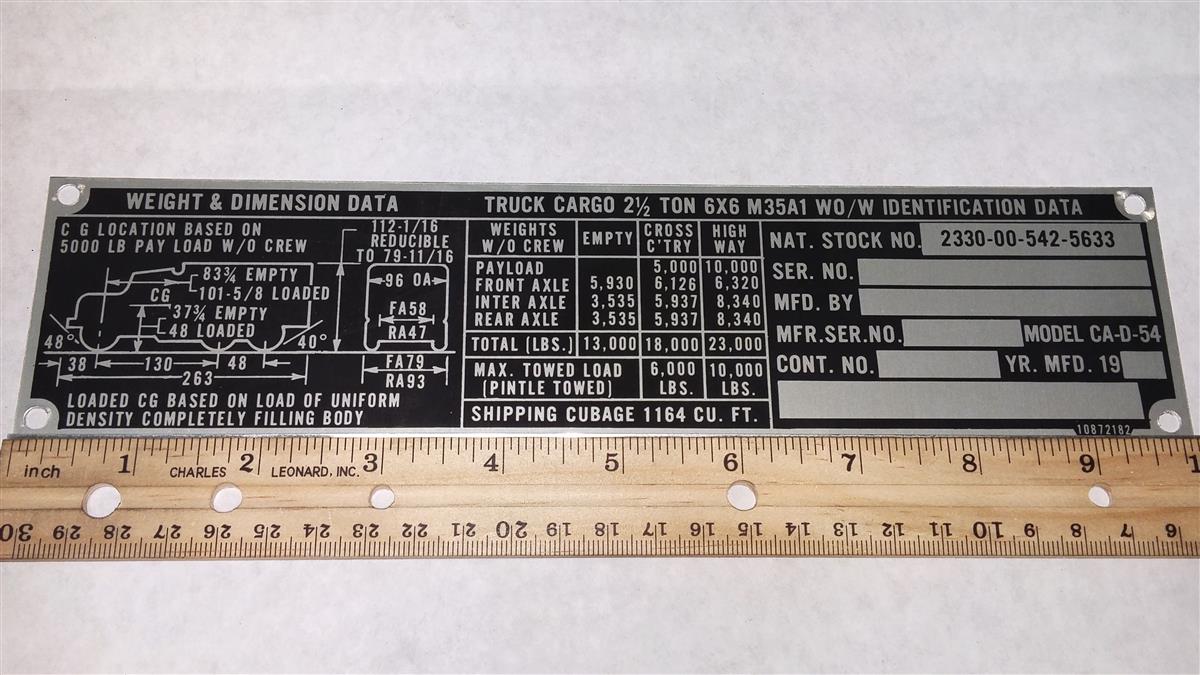 WEIGHT & DIMENSION DATA
TRUCK CARGO 2½ TON 6X6 M35A1 WO/W IDENTIFICATION DATA
C G LOCATION BASED ON
5000 LB PAY LOAD W/O CREW
112-1/16
REDUCIBLE
TO 79-11/16
83¾ EMPTY
CG
101-5/8 LOADED
37¾ EMPTY
48 LOADED
48°
40°
38 130 48
263
96 OA
FA58
RA47
FA79
RA93
LOADED CG BASED ON LOAD OF UNIFORM
DENSITY COMPLETELY FILLING BODY
WEIGHTS W/O CREW EMPTY CROSS C'TRY HIGH WAY
PAYLOAD 5,000 10,000
FRONT AXLE 5,930 6,126 6,320
INTER AXLE 3,535 5,937 8,340
REAR AXLE 3,535 5,937 8,340
TOTAL (LBS.) 13,000 18,000 23,000
MAX. TOWED LOAD 6,000 10,000
(PINTLE TOWED) LBS. LBS.
SHIPPING CUBAGE 1164 CU. FT.
NAT. STOCK NO. 2330-00-542-5633
SER. NO.
MFD. BY
MFR.SER.NO. MODEL CA-D-54
CONT. NO. YR. MFD. 19
10872182
inch 1 CHARLES 2 LEONARD, INC. 3 4 5 6 7 8 9 1
30 29 28 27 26 25 24 23 22 21 20 19 18 17 16 15 14 13 12 11 10 9 8 7 6